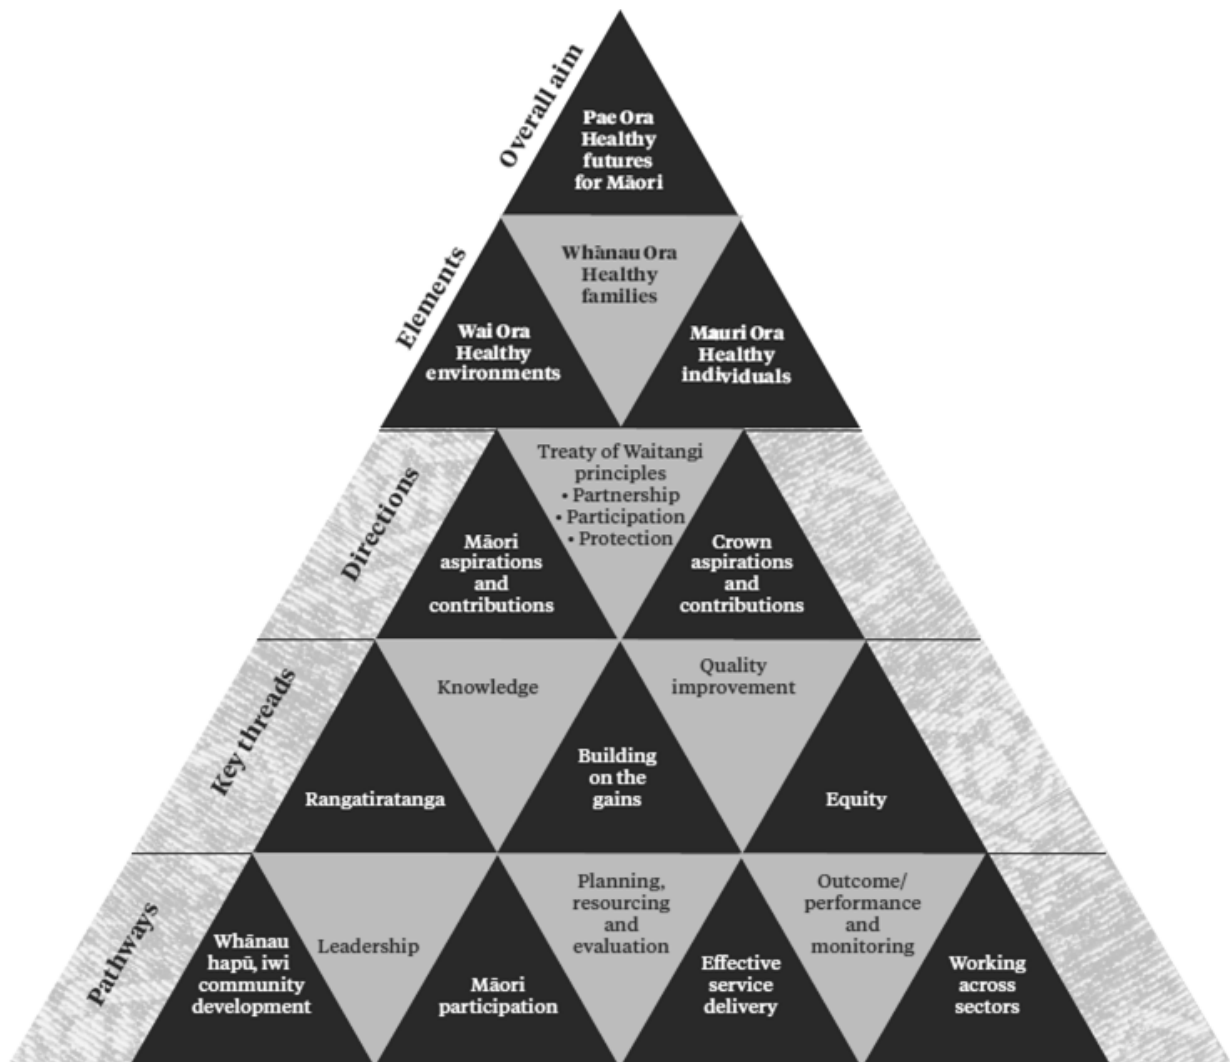 Overall aim
Pae Ora
Healthy
futures
for Māori
Elements
Whānau Ora
Healthy
families
Wai Ora
Healthy
environments
Mauri Ora
Healthy
individuals
Directions
Treaty of Waitangi
principles
• Partnership
• Participation
• Protection
Māori
aspirations
and
contributions
Crown
aspirations
and
contributions
Key threads
Knowledge
Quality
improvement
Rangatiratanga
Building
on the
gains
Equity
Pathways
Whānau
hapū, iwi
community
development
Leadership
Māori
participation
Planning,
resourcing
and
evaluation
Effective
service
delivery
Outcome/
performance
and
monitoring
Working
across
sectors